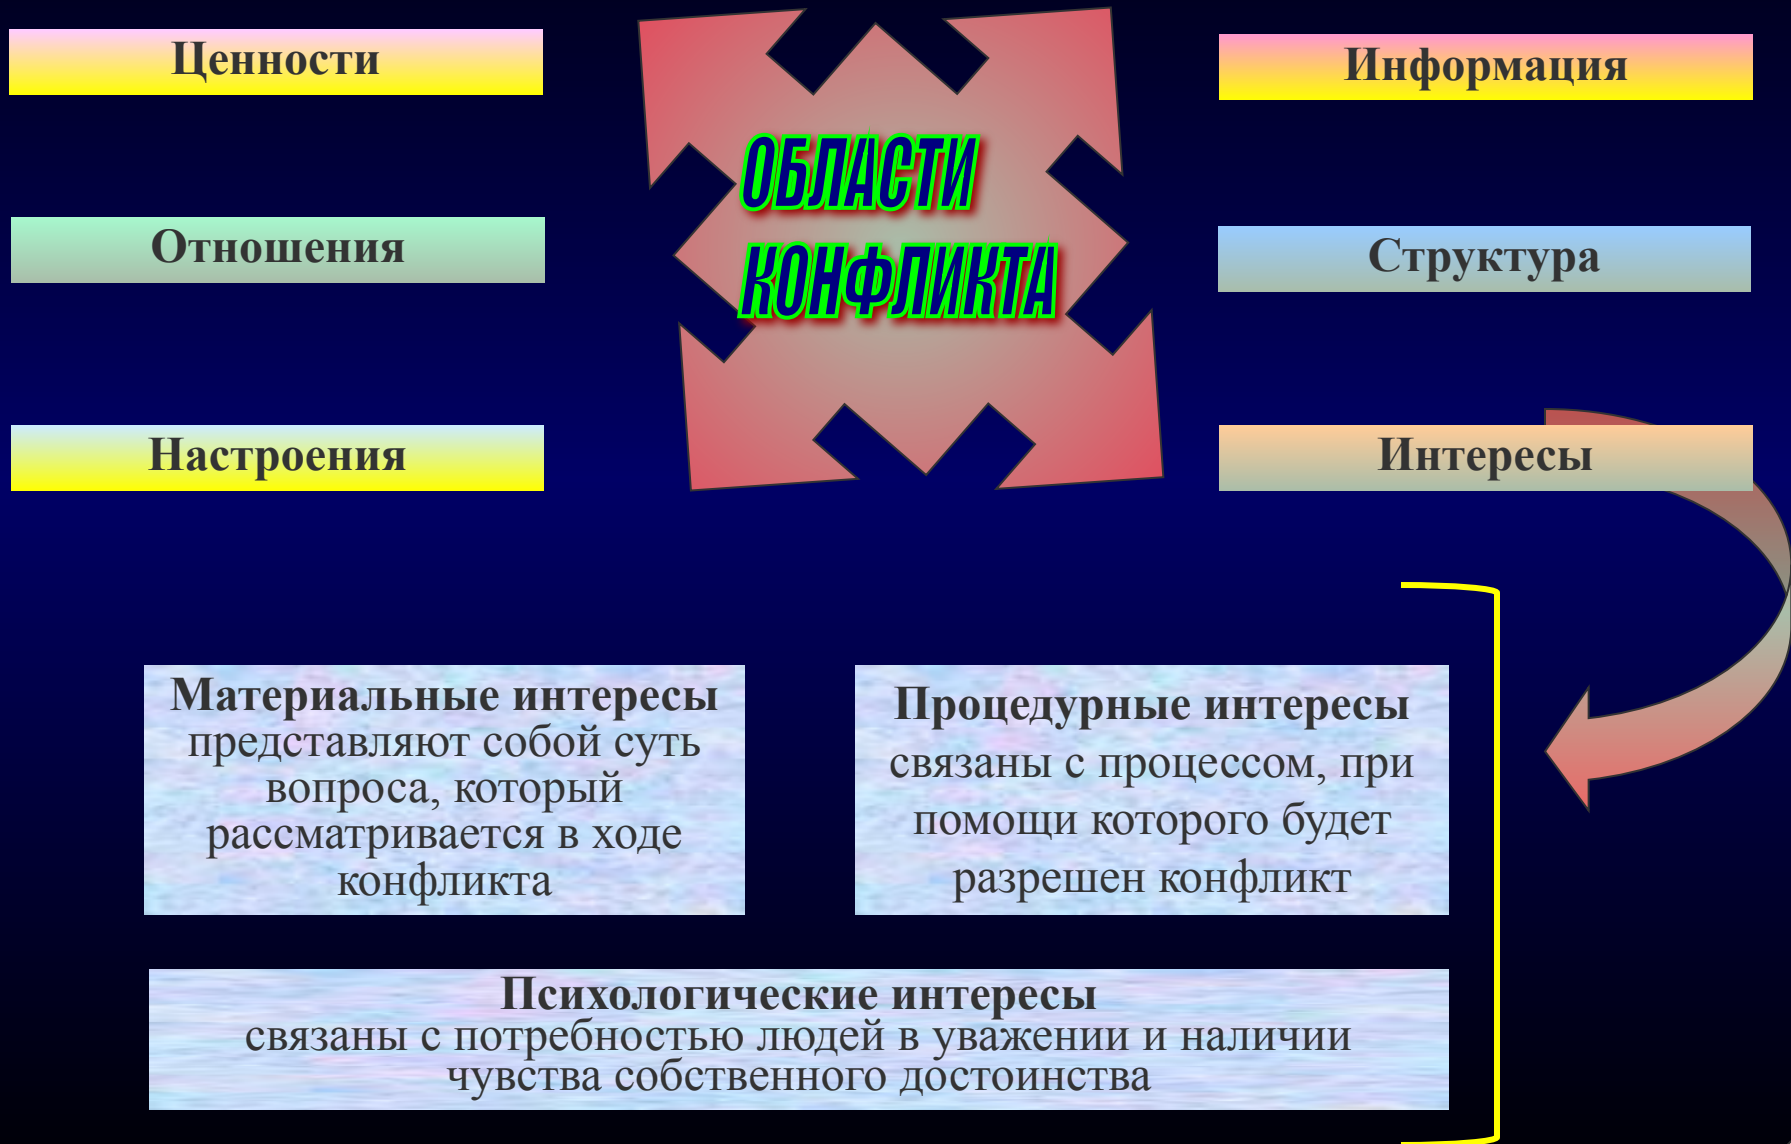 Ценности
Информация
ОБЛАСТИ
КОНФЛИКТА
Отношения
Структура
Настроения
Интересы
Материальные интересы
представляют собой суть
вопроса, который
рассматривается в ходе
конфликта
Процедурные интересы
связаны с процессом, при
помощи которого будет
разрешен конфликт
Психологические интересы
связаны с потребностью людей в уважении и наличии
чувства собственного достоинства